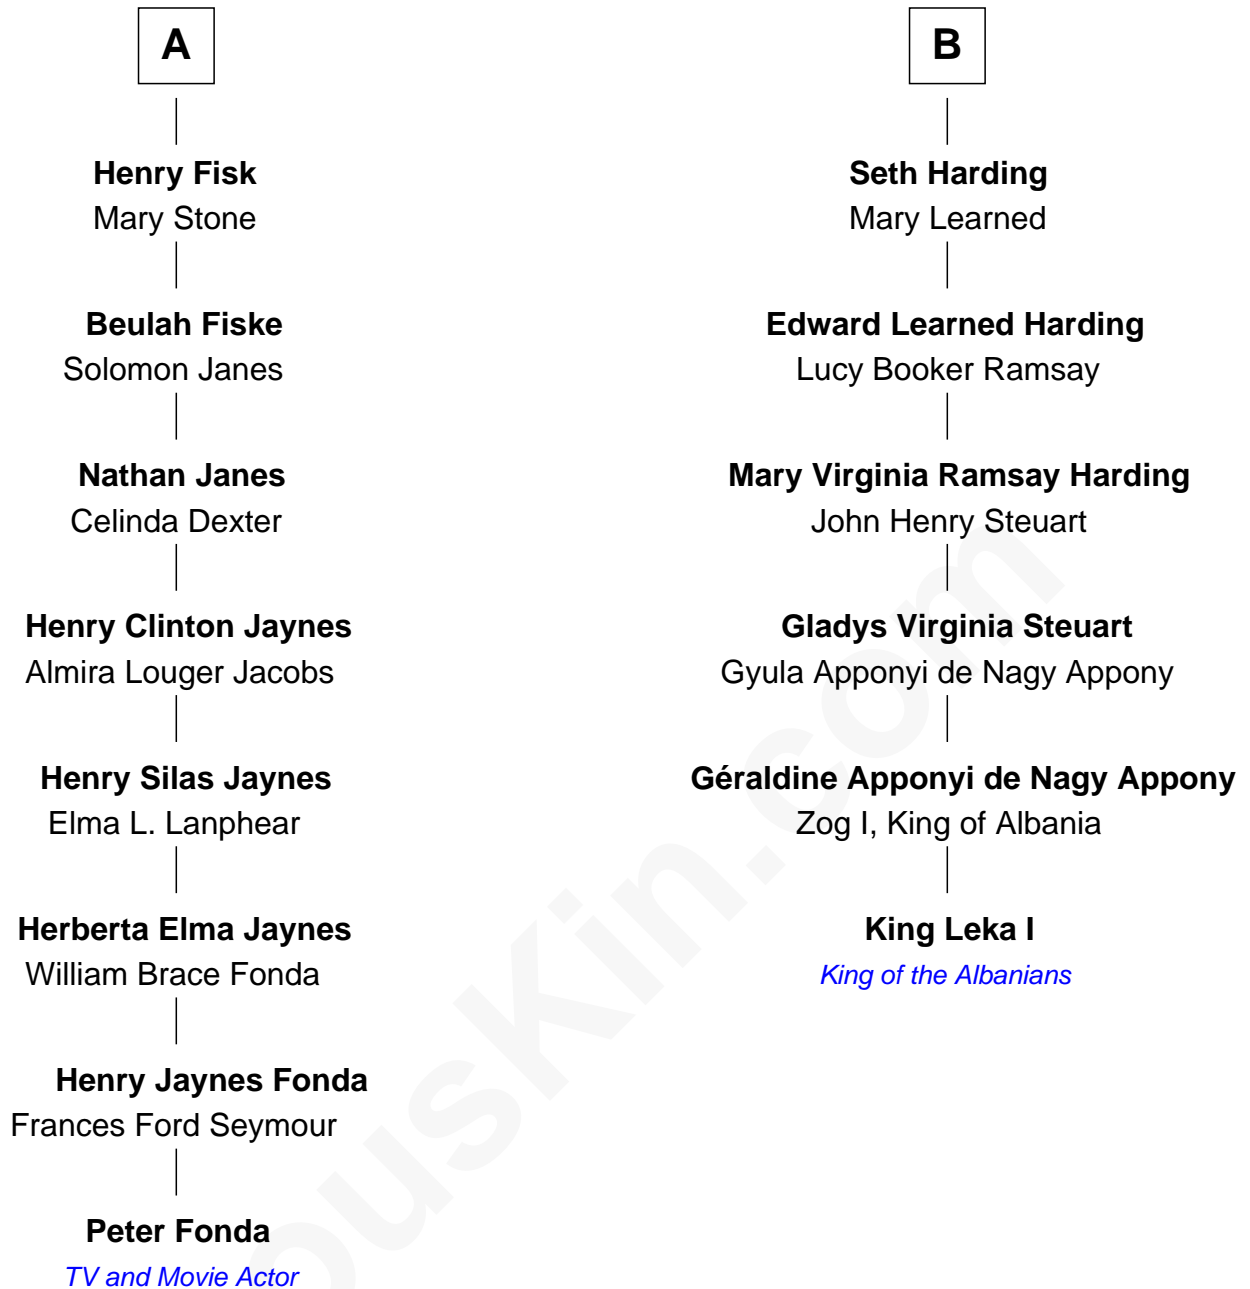 A
Henry Fisk
Mary Stone
Beulah Fiske
Solomon Janes
Nathan Janes
Celinda Dexter
Henry Clinton Jaynes
Almira Louger Jacobs
Henry Silas Jaynes
Elma L. Lanphear
Herberta Elma Jaynes
William Brace Fonda
Henry Jaynes Fonda
Frances Ford Seymour
Peter Fonda
TV and Movie Actor
B
Seth Harding
Mary Learned
Edward Learned Harding
Lucy Booker Ramsay
Mary Virginia Ramsay Harding
John Henry Steuart
Gladys Virginia Steuart
Gyula Apponyi de Nagy Appony
Géraldine Apponyi de Nagy Appony
Zog I, King of Albania
King Leka I
King of the Albanians
ousKin.com